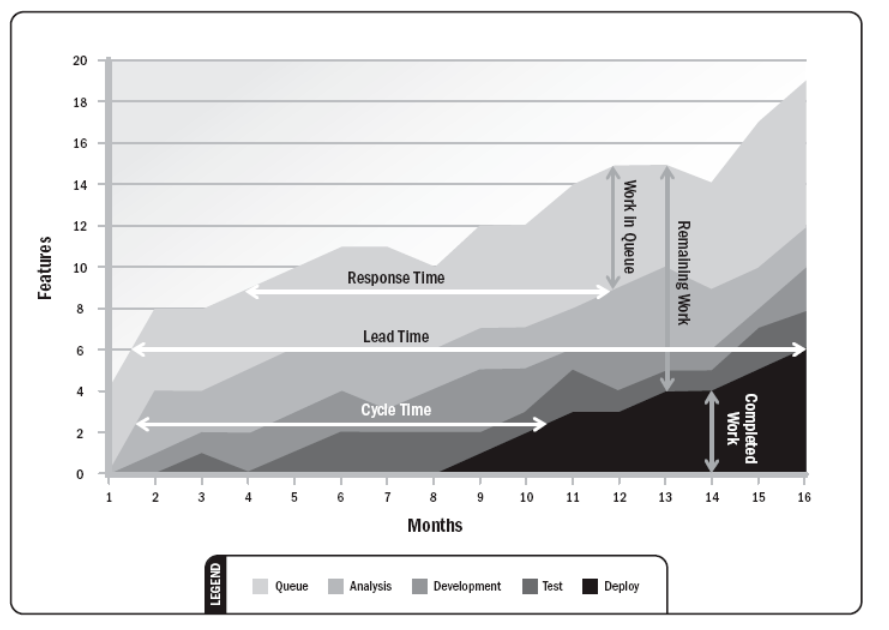 20
18
16
14
12
10
8
6
4
2
0
Features
Response Time
Lead Time
Cycle Time
Work in Queue
Remaining Work
Completed
Work
1 2 3 4 5 6 7 8 9 10 11 12 13 14 15 16
Months
LEGEND
Queue Analysis Development Test Deploy